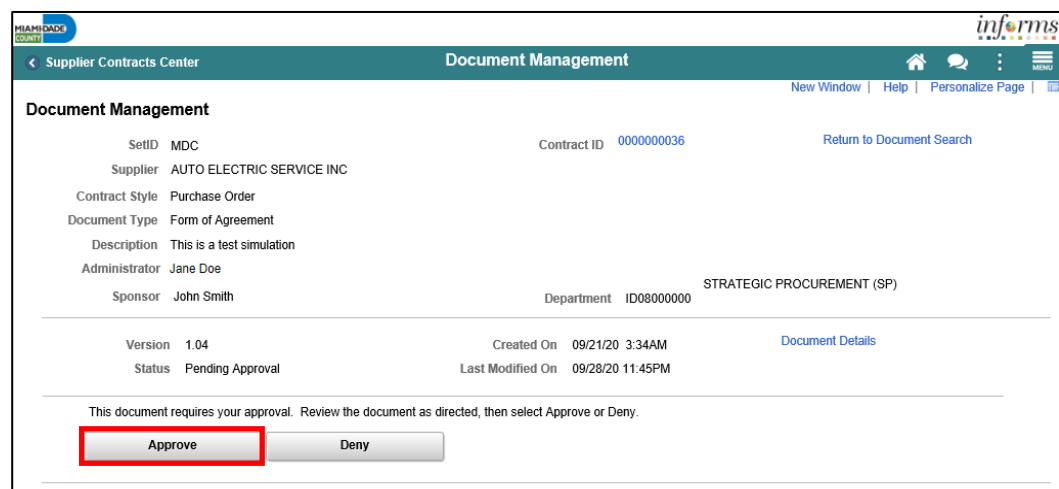 MIAMI-DADE
COUNTY
informs
Supplier Contracts Center Document Management MENU
New Window | Help | Personalize Page |
Document Management
SetID MDC Contract ID 0000000036 Return to Document Search
Supplier AUTO ELECTRIC SERVICE INC
Contract Style Purchase Order
Document Type Form of Agreement
Description This is a test simulation
Administrator Jane Doe
STRATEGIC PROCUREMENT (SP)
Sponsor John Smith Department ID08000000
Version 1.04 Created On 09/21/20 3:34AM Document Details
Status Pending Approval Last Modified On 09/28/20 11:45PM
This document requires your approval. Review the document as directed, then select Approve or Deny.
Approve Deny